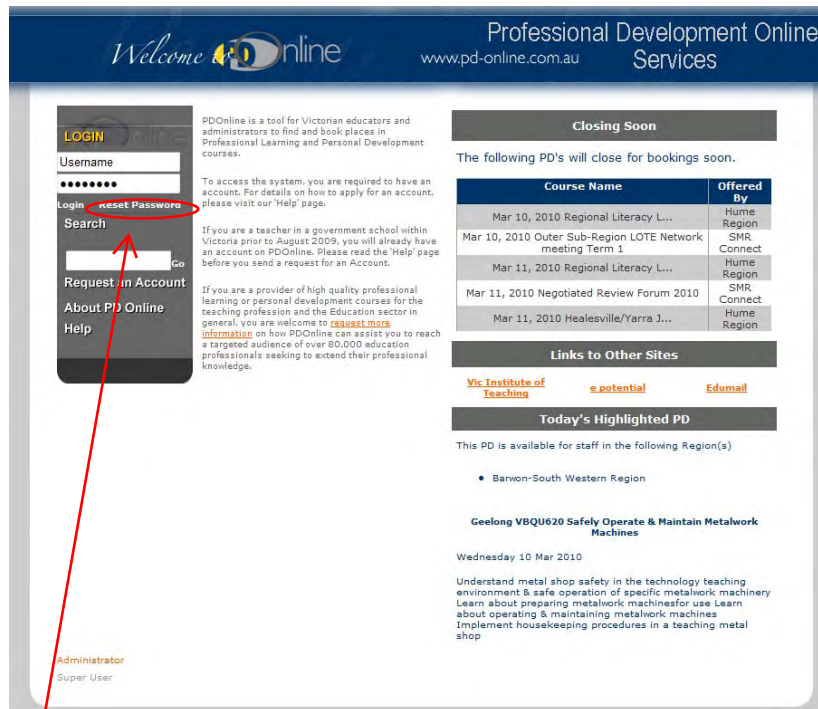 Welcome to PDOnline
Professional Development Online
www.pd-online.com.au Services
LOGIN
Username
••••••••
Login Reset Password
Search
Go
Request an Account
About PD Online
Help
PDOnline is a tool for Victorian educators and
administrators to find and book places in
Professional Learning and Personal Development
courses.
To access the system, you are required to have an
account. For details on how to apply for an account,
please visit our 'Help' page.
If you are a teacher in a government school within
Victoria prior to August 2009, you will already have
an account on PDOnline. Please read the 'Help' page
before you send a request for an Account.
If you are a provider of high quality professional
learning or personal development courses for the
teaching profession and the Education sector in
general, you are welcome to request more
information on how PDOnline can assist you to reach
a targeted audience of over 80,000 education
professionals seeking to extend their professional
knowledge.
Closing Soon
The following PD's will close for bookings soon.
Course Name Offered By
Mar 10, 2010 Regional Literacy L... Hume Region
Mar 10, 2010 Outer Sub-Region LOTE Network meeting Term 1 SMR Connect
Mar 11, 2010 Regional Literacy L... Hume Region
Mar 11, 2010 Negotiated Review Forum 2010 SMR Connect
Mar 11, 2010 Healesville/Yarra J... Hume Region
Links to Other Sites
Vic Institute of Teaching e potential Edumail
Today's Highlighted PD
This PD is available for staff in the following Region(s)
• Barwon-South Western Region
Geelong VBQU620 Safely Operate & Maintain Metalwork
Machines
Wednesday 10 Mar 2010
Understand metal shop safety in the technology teaching
environment & safe operation of specific metalwork machinery
Learn about preparing metalwork machinesfor use Learn
about operating & maintaining metalwork machines
Implement housekeeping procedures in a teaching metal
shop
Administrator
Super User